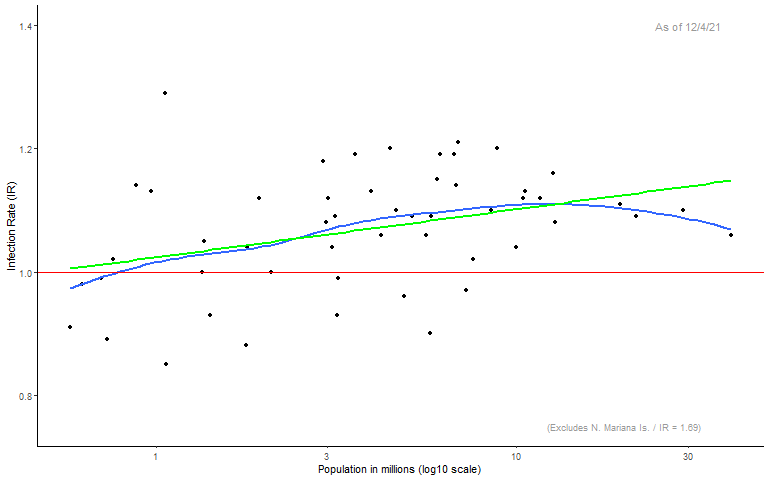 1.4
As of 12/4/21
1.2
Infection Rate (IR)
1.0
0.8
(Excludes N. Mariana Is. / IR = 1.69)
1 3 10 30
Population in millions (log10 scale)